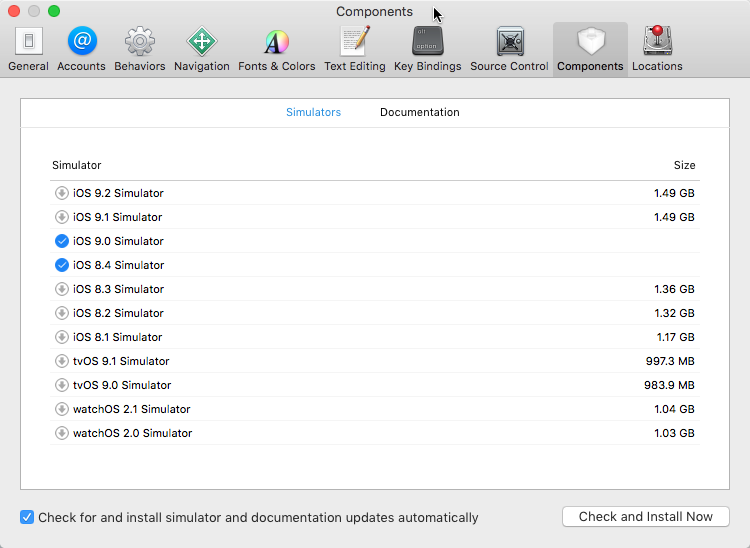 Components
General Accounts Behaviors Navigation Fonts & Colors Text Editing Key Bindings Source Control Components Locations
alt
option
Simulators Documentation
Simulator Size
iOS 9.2 Simulator 1.49 GB
iOS 9.1 Simulator 1.49 GB
iOS 9.0 Simulator
iOS 8.4 Simulator
iOS 8.3 Simulator 1.36 GB
iOS 8.2 Simulator 1.32 GB
iOS 8.1 Simulator 1.17 GB
tvOS 9.1 Simulator 997.3 MB
tvOS 9.0 Simulator 983.9 MB
watchOS 2.1 Simulator 1.04 GB
watchOS 2.0 Simulator 1.03 GB
Check for and install simulator and documentation updates automatically Check and Install Now